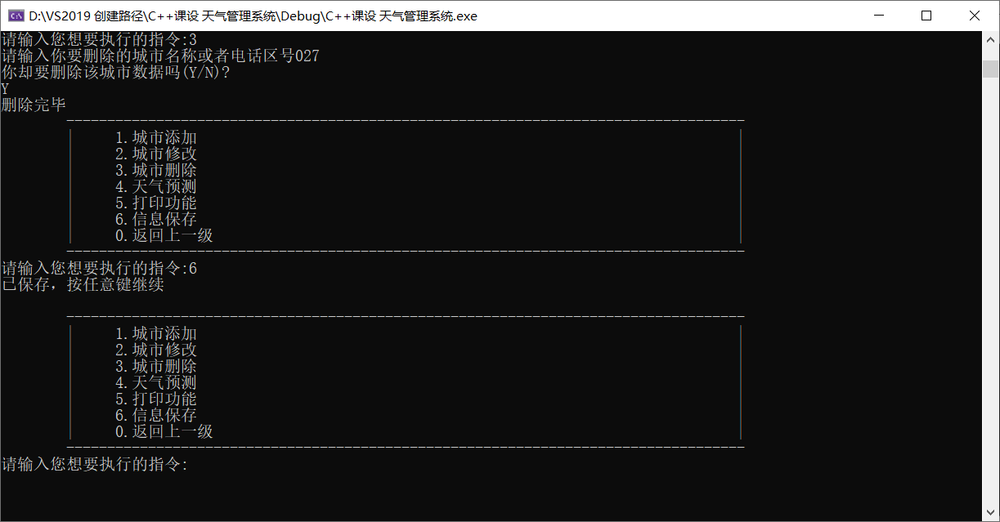 D:\VS2019 创建路径\C++课设 天气管理系统\Debug\C++课设 天气管理系统.exe
请输入您想要执行的指令:3
请输入你要删除的城市名称或者电话区号027
你却要删除该城市数据吗(Y/N)?
Y
删除完毕
1.城市添加
2.城市修改
3.城市删除
4.天气预测
5.打印功能
6.信息保存
0.返回上一级
请输入您想要执行的指令:6
已保存，按任意键继续
1.城市添加
2.城市修改
3.城市删除
4.天气预测
5.打印功能
6.信息保存
0.返回上一级
请输入您想要执行的指令: